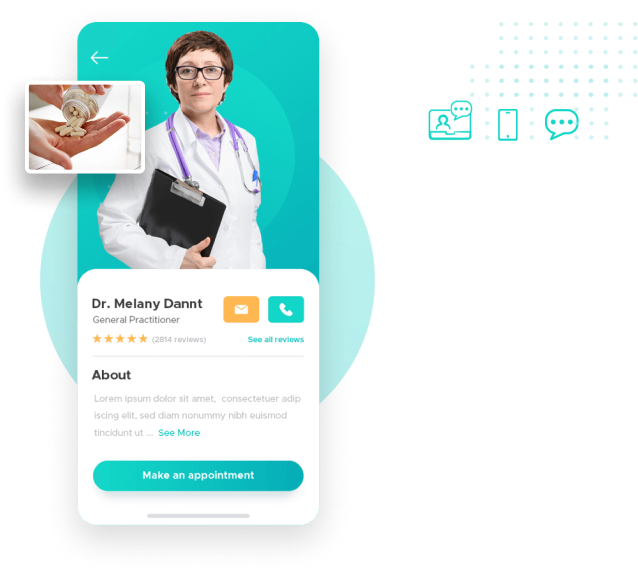 Dr. Melany Dannt
General Practitioner
(2814 reviews)
See all reviews
About
Lorem ipsum dolor sit amet, consectetuer adip
iscing elit, sed diam nonummy nibh euismod
tincidunt ut ... See More
Make an appointment